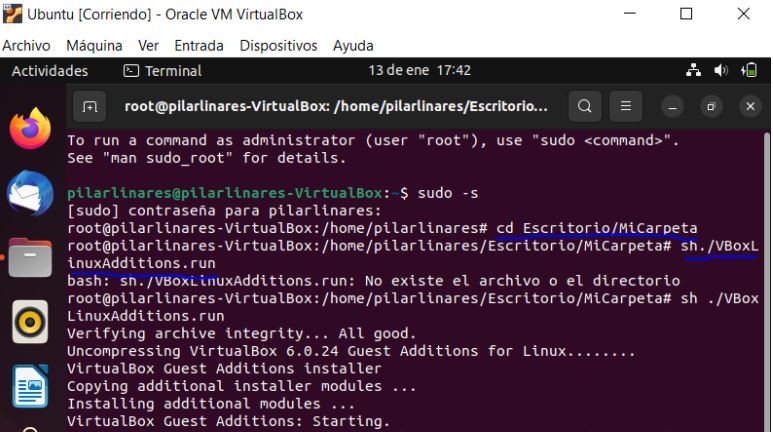 Ubuntu [Corriendo] - Oracle VM VirtualBox
Archivo Máquina Ver Entrada Dispositivos Ayuda
Actividades Terminal 13 de ene 17:42
root@pilarlinares-VirtualBox: /home/pilarlinares/Escritorio...
To run a command as administrator (user "root"), use "sudo <command>".
See "man sudo_root" for details.
pilarlinares@pilarlinares-VirtualBox:~$ sudo -s
[sudo] contraseña para pilarlinares:
root@pilarlinares-VirtualBox:/home/pilarlinares# cd Escritorio/MiCarpeta
root@pilarlinares-VirtualBox:/home/pilarlinares/Escritorio/MiCarpeta# sh./VBoxL
inuxAdditions.run
bash: sh./VBoxLinuxAdditions.run: No existe el archivo o el directorio
root@pilarlinares-VirtualBox:/home/pilarlinares/Escritorio/MiCarpeta# sh ./VBox
LinuxAdditions.run
Verifying archive integrity... All good.
Uncompressing VirtualBox 6.0.24 Guest Additions for Linux........
VirtualBox Guest Additions installer
Copying additional installer modules ...
Installing additional modules ...
VirtualBox Guest Additions: Starting.